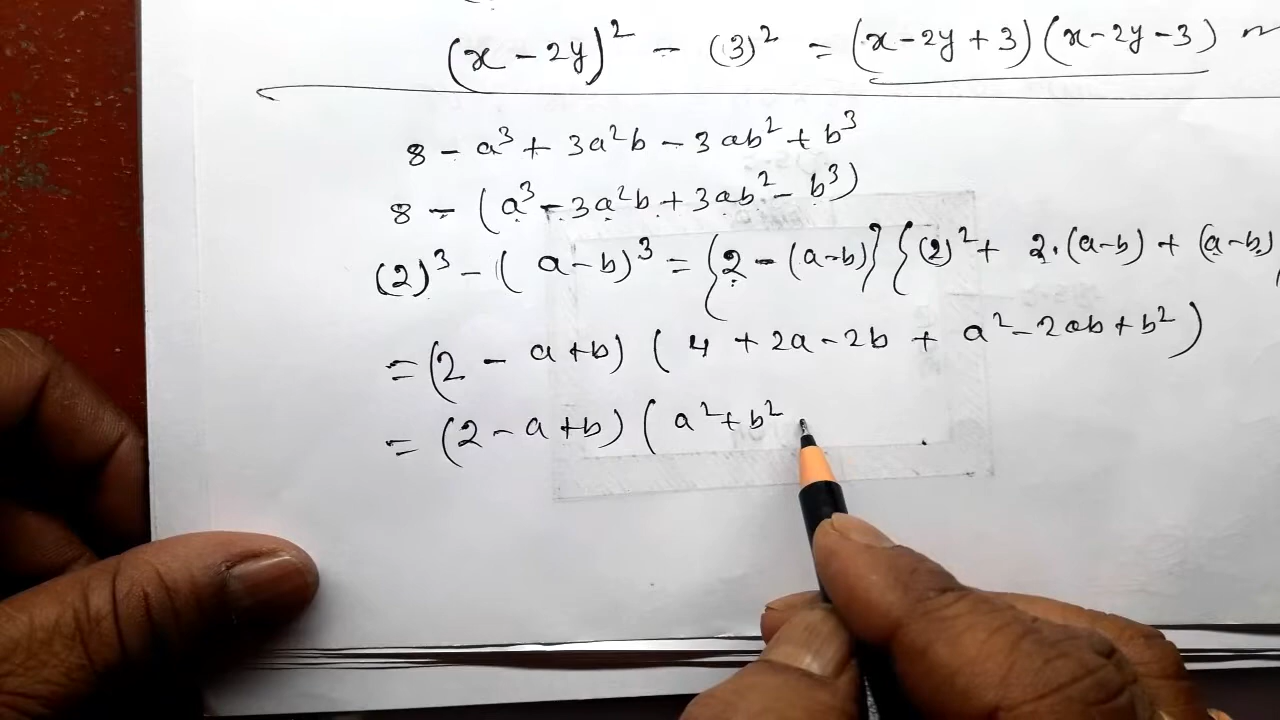 (x - 2y)² - (3)² = (x-2y+3)(x-2y-3)
8 - a³ + 3a²b - 3ab² + b³
8 - (a³ - 3a²b + 3ab² - b³)
(2)³ - (a-b)³ = {2 - (a-b)} {(2)² + 2.(a-b) + (a-b)
= (2 - a+b) (4 + 2a - 2b + a² - 2ab + b²)
= (2 - a+b) (a² + b²